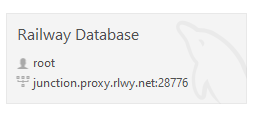 Railway Database
root
junction.proxy.rlwy.net:28776